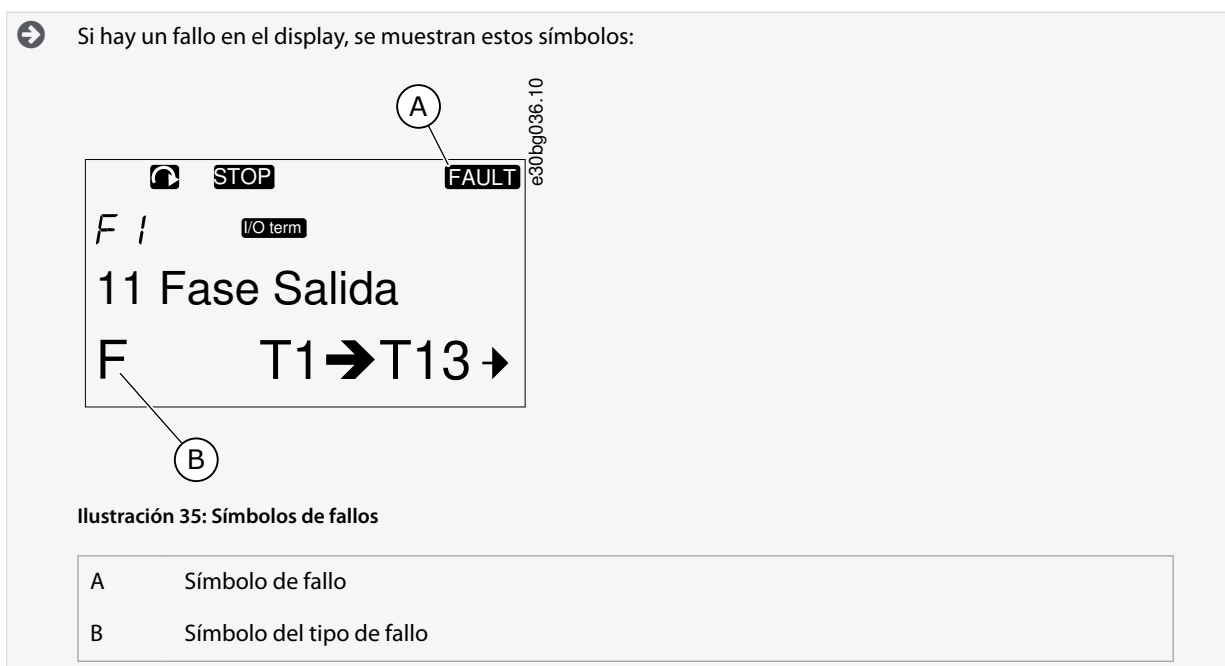 Si hay un fallo en el display, se muestran estos símbolos:
A
e30bg036.10
STOP
FAULT
F1
I/O term
11 Fase Salida
F T1➔T13
B
Ilustración 35: Símbolos de fallos
A Símbolo de fallo
B Símbolo del tipo de fallo